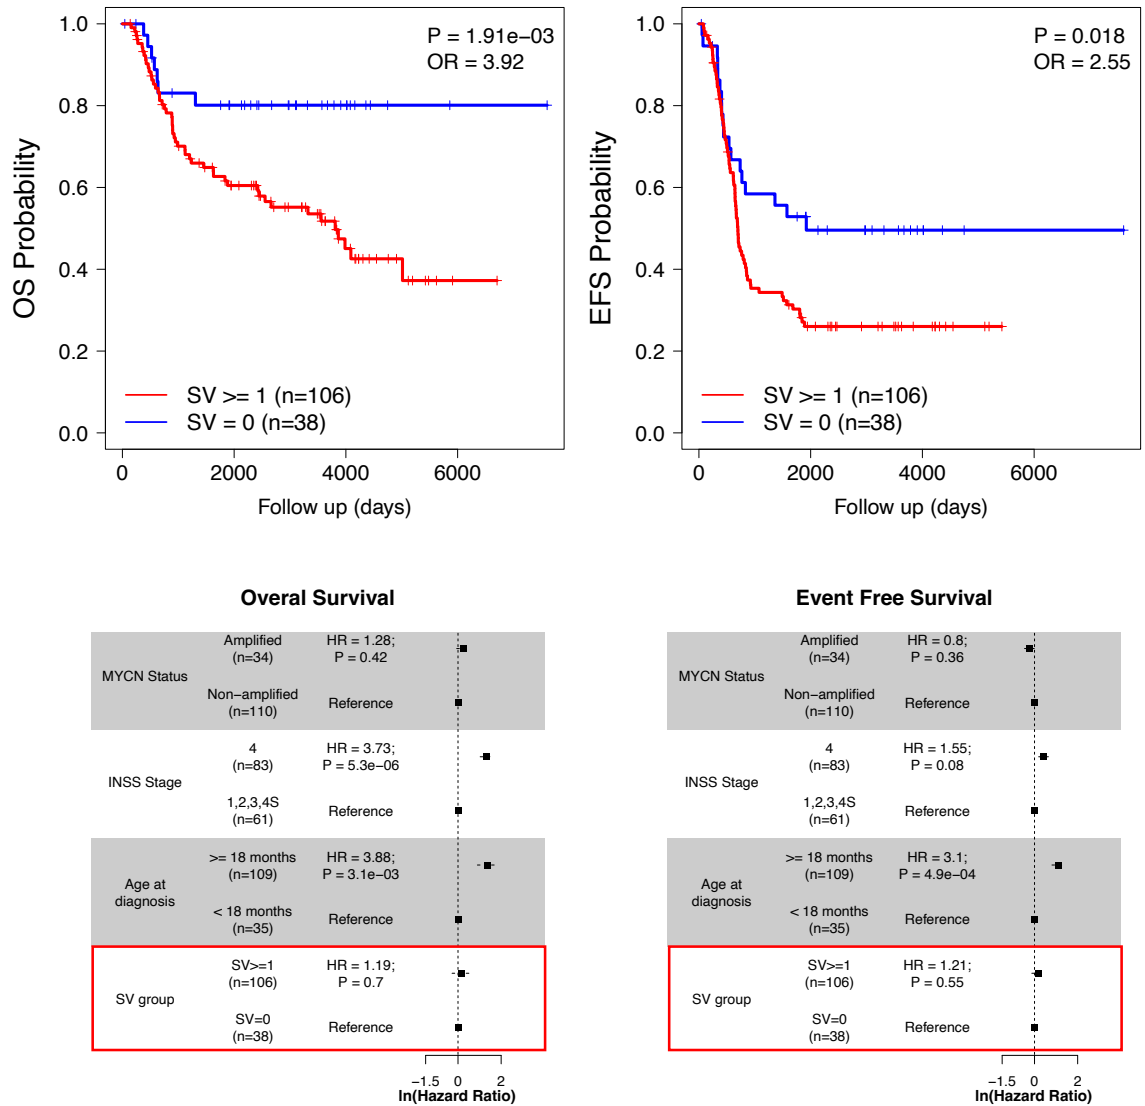 P = 1.91e−03
OR = 3.92
OS Probability
1.0
0.8
0.6
0.4
0.2
0.0
SV >= 1 (n=106)
SV = 0 (n=38)
0 2000 4000 6000
Follow up (days)
P = 0.018
OR = 2.55
EFS Probability
1.0
0.8
0.6
0.4
0.2
0.0
SV >= 1 (n=106)
SV = 0 (n=38)
0 2000 4000 6000
Follow up (days)
Overal Survival
MYCN Status
Amplified
(n=34)
HR = 1.28;
P = 0.42
Non−amplified
(n=110)
Reference
INSS Stage
4
(n=83)
HR = 3.73;
P = 5.3e−06
1,2,3,4S
(n=61)
Reference
Age at
diagnosis
>= 18 months
(n=109)
HR = 3.88;
P = 3.1e−03
< 18 months
(n=35)
Reference
SV group
SV>=1
(n=106)
HR = 1.19;
P = 0.7
SV=0
(n=38)
Reference
−1.5 0 2
ln(Hazard Ratio)
Event Free Survival
MYCN Status
Amplified
(n=34)
HR = 0.8;
P = 0.36
Non−amplified
(n=110)
Reference
INSS Stage
4
(n=83)
HR = 1.55;
P = 0.08
1,2,3,4S
(n=61)
Reference
Age at
diagnosis
>= 18 months
(n=109)
HR = 3.1;
P = 4.9e−04
< 18 months
(n=35)
Reference
SV group
SV>=1
(n=106)
HR = 1.21;
P = 0.55
SV=0
(n=38)
Reference
−1.5 0 2
ln(Hazard Ratio)